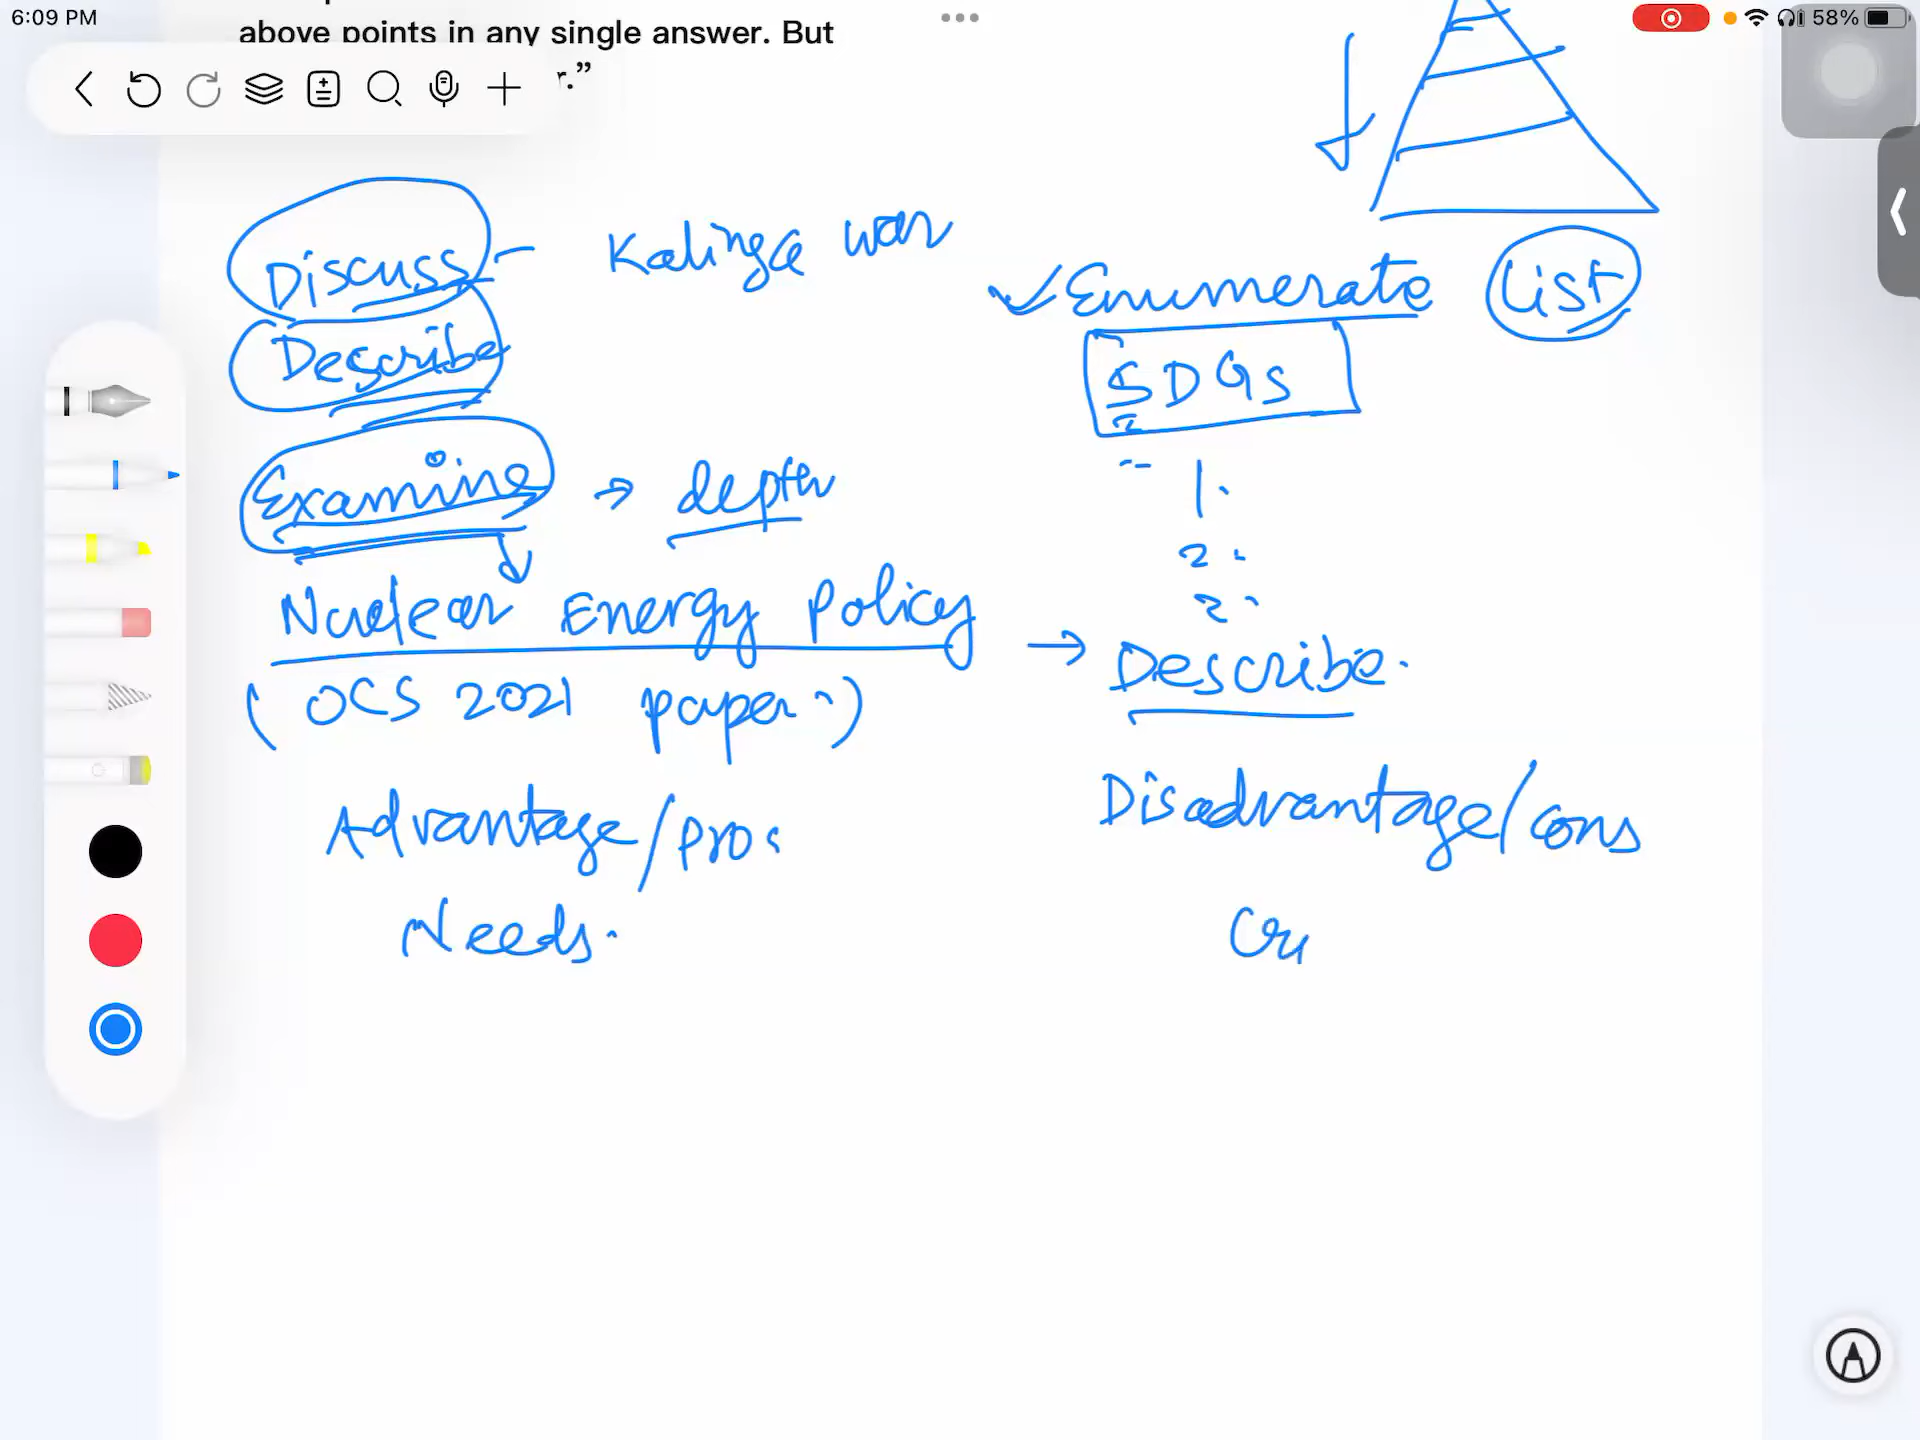 6:09 PM
58%
above points in any single answer. But
r.”
Discuss - Kalinga war
Describe
Examine → depth
Nuclear Energy Policy
(OCS 2021 paper)
Advantage/pros
Needs.
✓ Enumerate List
SDGs
1.
2.
2.
→ Describe.
Disadvantage/cons